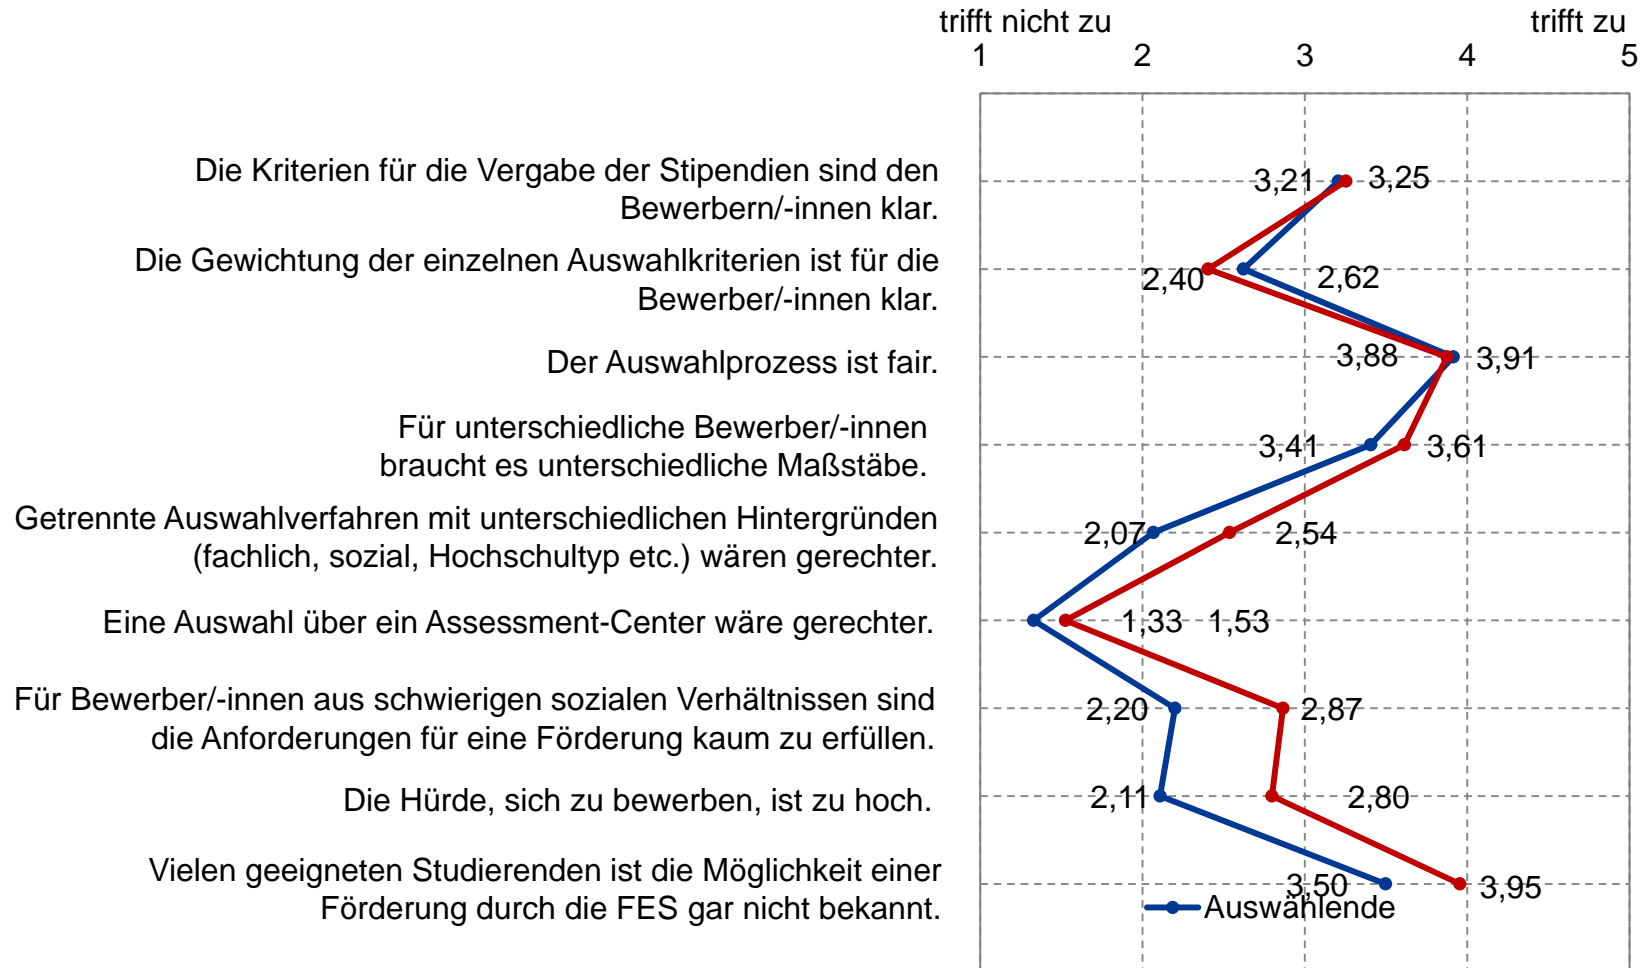 trifft nicht zu trifft zu
1 2 3 4 5
Die Kriterien für die Vergabe der Stipendien sind den
Bewerbern/-innen klar.
3,21 3,25
Die Gewichtung der einzelnen Auswahlkriterien ist für die
Bewerber/-innen klar.
2,40 2,62
Der Auswahlprozess ist fair.
3,88 3,91
Für unterschiedliche Bewerber/-innen
braucht es unterschiedliche Maßstäbe.
3,41 3,61
Getrennte Auswahlverfahren mit unterschiedlichen Hintergründen
(fachlich, sozial, Hochschultyp etc.) wären gerechter.
2,07 2,54
Eine Auswahl über ein Assessment-Center wäre gerechter.
1,33 1,53
Für Bewerber/-innen aus schwierigen sozialen Verhältnissen sind
die Anforderungen für eine Förderung kaum zu erfüllen.
2,20 2,87
Die Hürde, sich zu bewerben, ist zu hoch.
2,11 2,80
Vielen geeigneten Studierenden ist die Möglichkeit einer
Förderung durch die FES gar nicht bekannt.
3,50 3,95
Auswählende